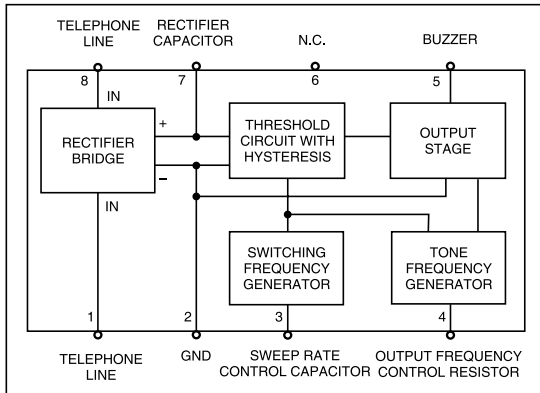 TELEPHONE
LINE
RECTIFIER
CAPACITOR
N.C.
BUZZER
8
7
6
5
IN
RECTIFIER
BRIDGE
+
–
IN
THRESHOLD
CIRCUIT WITH
HYSTERESIS
OUTPUT
STAGE
SWITCHING
FREQUENCY
GENERATOR
TONE
FREQUENCY
GENERATOR
1
2
3
4
TELEPHONE
LINE
GND
SWEEP RATE
CONTROL CAPACITOR
OUTPUT FREQUENCY
CONTROL RESISTOR